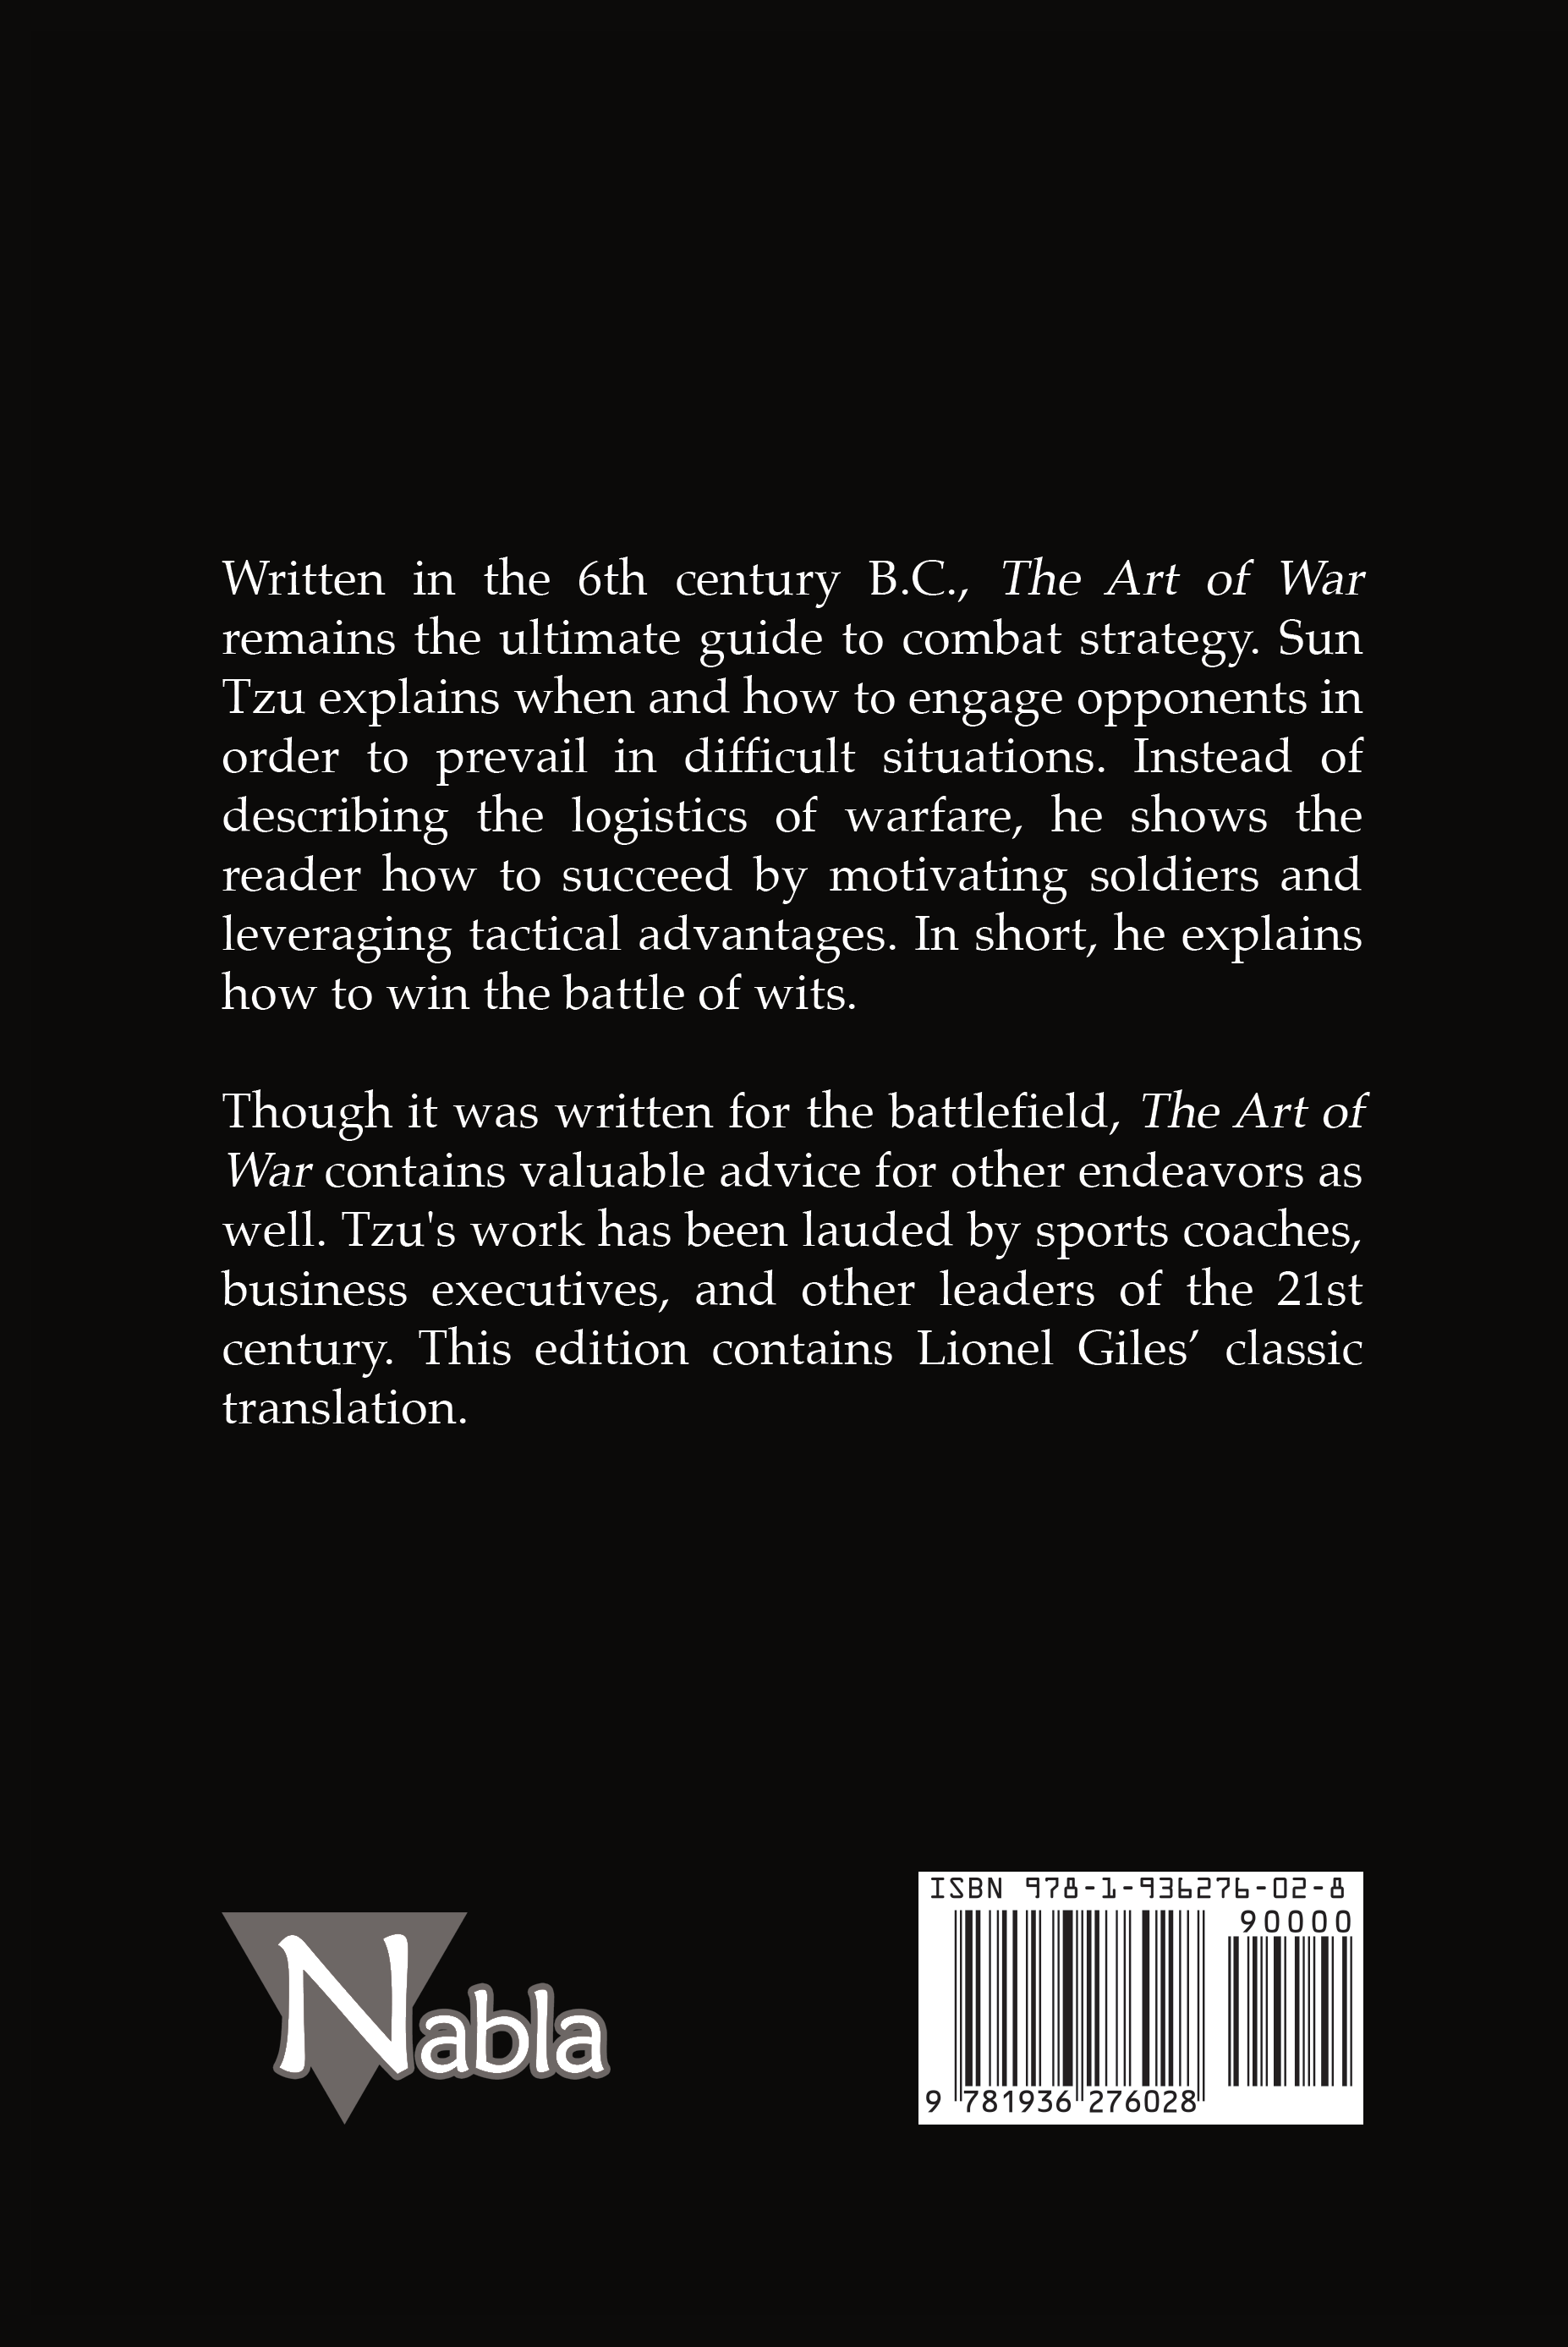 Written in the 6th century B.C., The Art of War
remains the ultimate guide to combat strategy. Sun
Tzu explains when and how to engage opponents in
order to prevail in difficult situations. Instead of
describing the logistics of warfare, he shows the
reader how to succeed by motivating soldiers and
leveraging tactical advantages. In short, he explains
how to win the battle of wits.
Though it was written for the battlefield, The Art of
War contains valuable advice for other endeavors as
well. Tzu's work has been lauded by sports coaches,
business executives, and other leaders of the 21st
century. This edition contains Lionel Giles’ classic
translation.
Nabla
ISBN 978-1-936276-02-8
90000
9 781936 276028